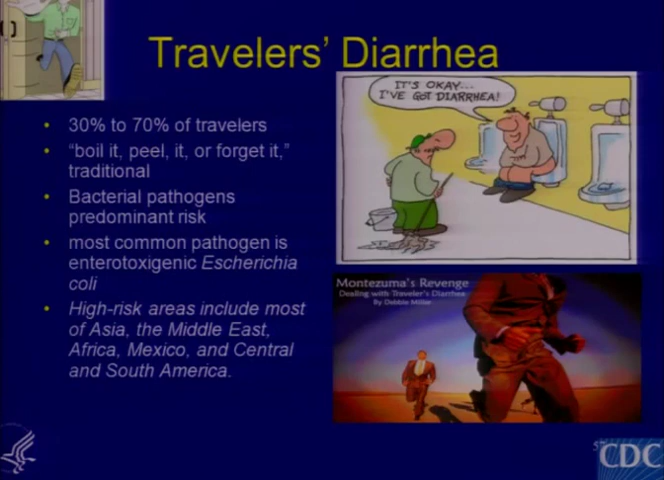 Travelers' Diarrhea
• 30% to 70% of travelers
• "boil it, peel, it, or forget it,"
traditional
• Bacterial pathogens
predominant risk
• most common pathogen is
enterotoxigenic Escherichia
coli
• High-risk areas include most
of Asia, the Middle East,
Africa, Mexico, and Central
and South America.
IT'S OKAY...
I'VE GOT DIARRHEA!
Montezuma's Revenge
Dealing with Traveler's Diarrhea
By Debbie Miller
CDC